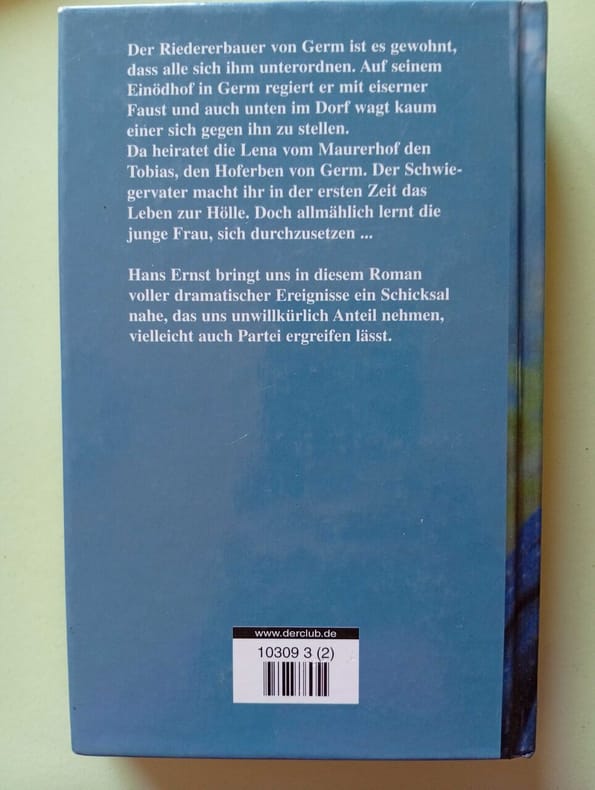 Der Riedererbauer von Germ ist es gewohnt,
dass alle sich ihm unterordnen. Auf seinem
Einödhof in Germ regiert er mit eiserner
Faust und auch unten im Dorf wagt kaum
einer sich gegen ihn zu stellen.
Da heiratet die Lena vom Maurerhof den
Tobias, den Hoferben von Germ. Der Schwie-
gervater macht ihr in der ersten Zeit das
Leben zur Hölle. Doch allmählich lernt die
junge Frau, sich durchzusetzen ...
Hans Ernst bringt uns in diesem Roman
voller dramatischer Ereignisse ein Schicksal
nahe, das uns unwillkürlich Anteil nehmen,
vielleicht auch Partei ergreifen lässt.
www.derclub.de
10309 3 (2)